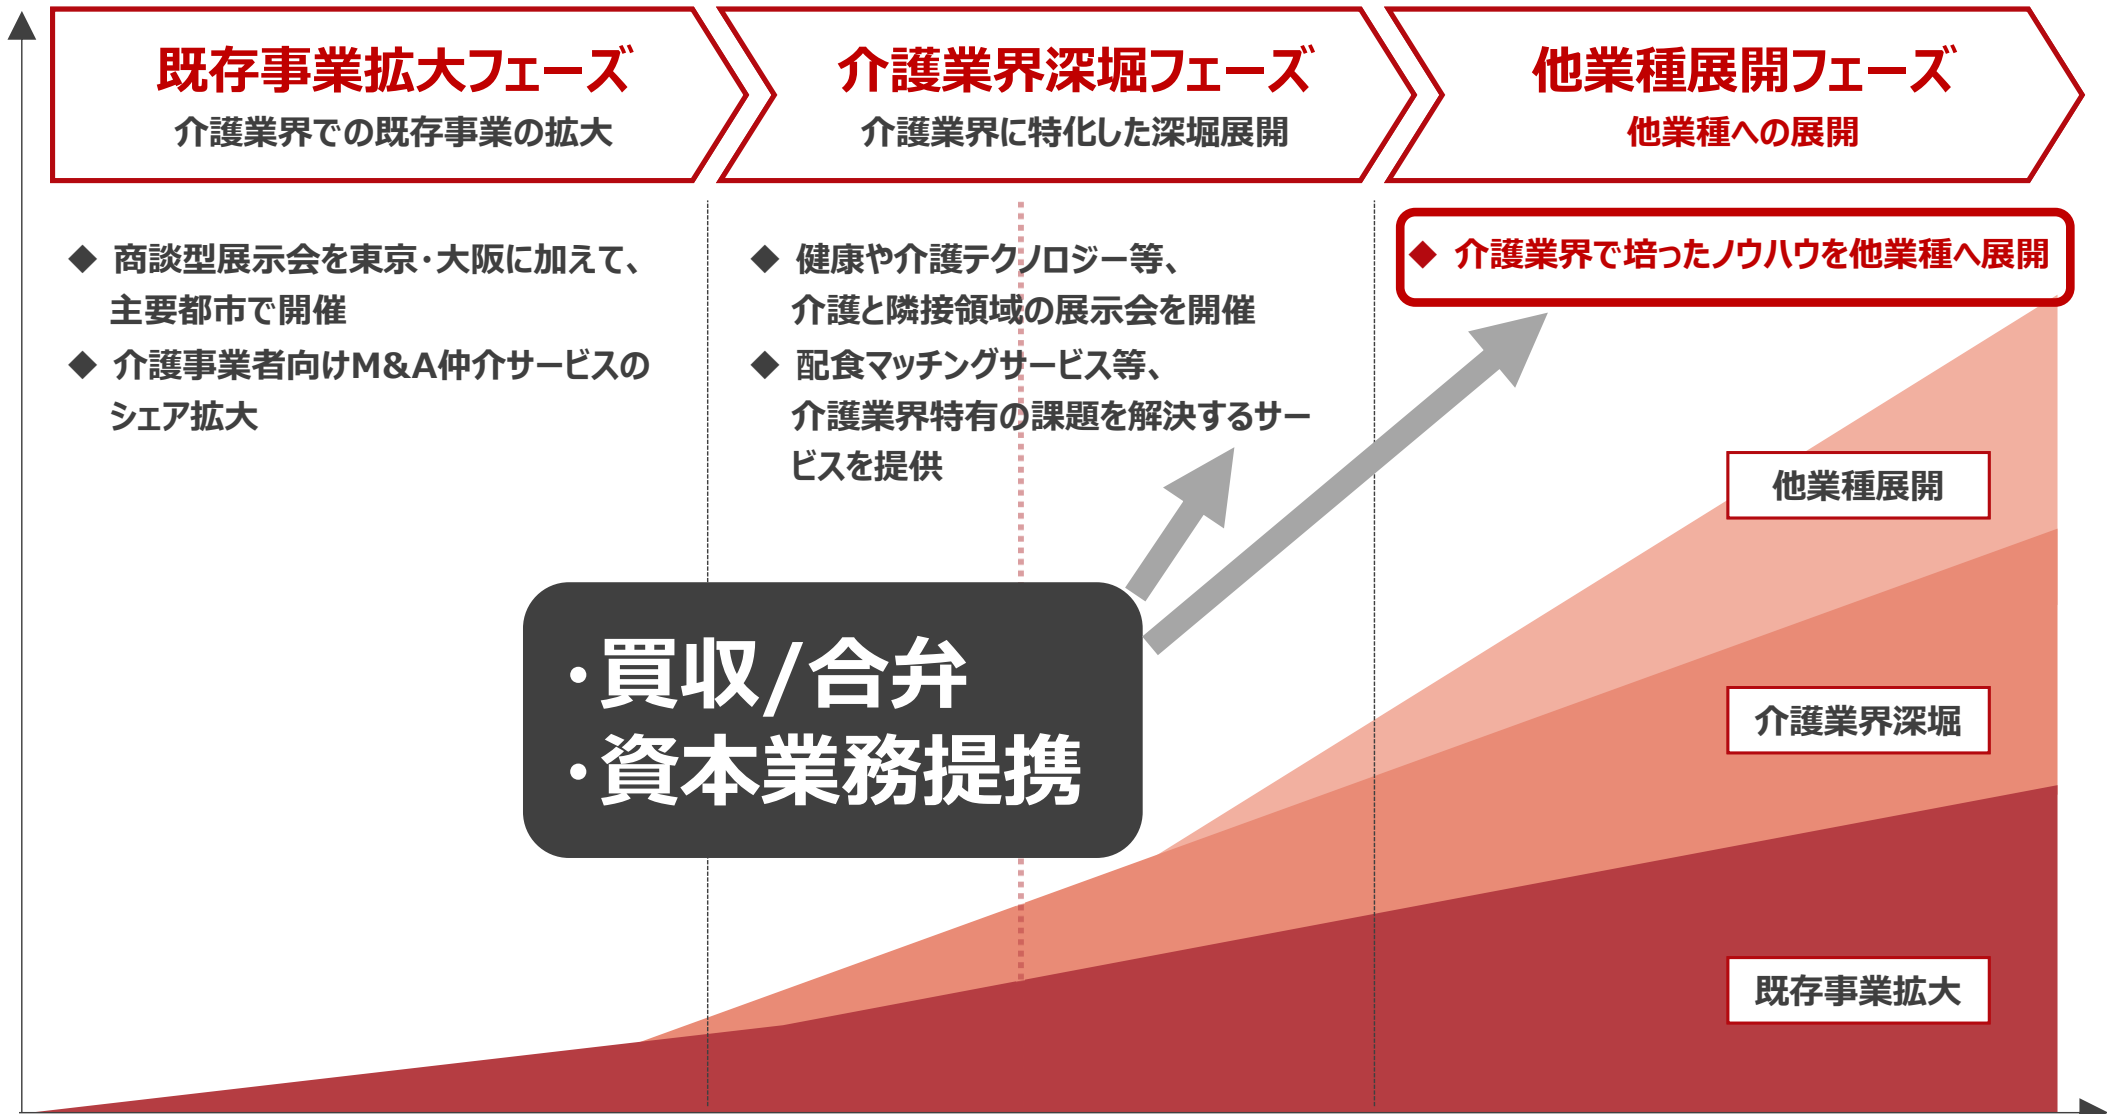 既存事業拡大フェーズ
介護業界での既存事業の拡大
介護業界深堀フェーズ
介護業界に特化した深堀展開
他業種展開フェーズ
他業種への展開
◆ 商談型展示会を東京・大阪に加えて、
主要都市で開催
◆ 介護事業者向けM&A仲介サービスの
シェア拡大
◆ 健康や介護テクノロジー等、
介護と隣接領域の展示会を開催
◆ 配食マッチングサービス等、
介護業界特有の課題を解決するサー
ビスを提供
◆ 介護業界で培ったノウハウを他業種へ展開
・買収/合弁
・資本業務提携
他業種展開
介護業界深堀
既存事業拡大